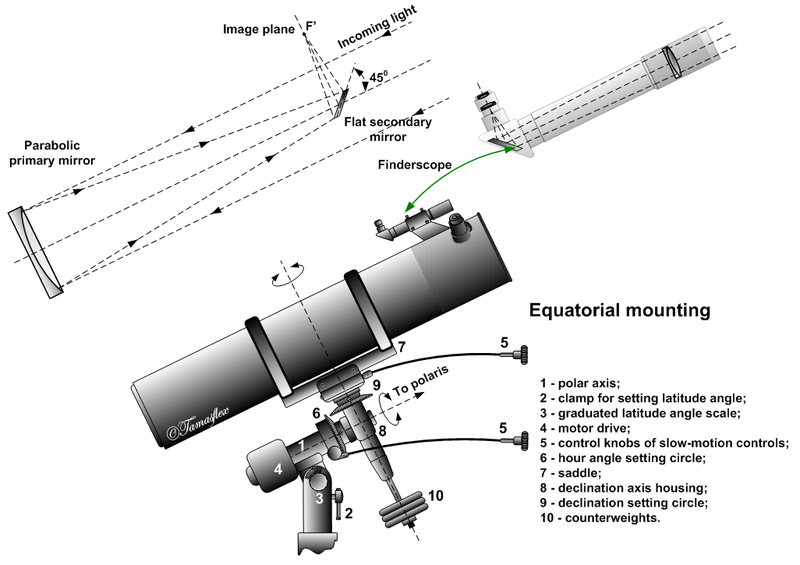 Image plane F'
Incoming light
45⁰
Flat secondary
mirror
Parabolic
primary mirror
Finderscope
©Tamaiflex
Equatorial mounting
5
7
9
To polaris
6
8
5
1
4
3
2
10
1 - polar axis;
2 - clamp for setting latitude angle;
3 - graduated latitude angle scale;
4 - motor drive;
5 - control knobs of slow-motion controls;
6 - hour angle setting circle;
7 - saddle;
8 - declination axis housing;
9 - declination setting circle;
10 - counterweights.